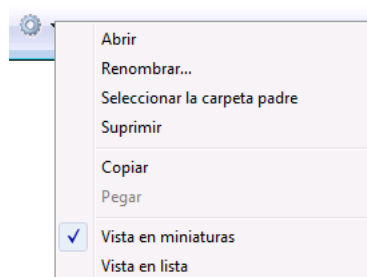 Abrir
Renombrar...
Seleccionar la carpeta padre
Suprimir
Copiar
Pegar
Vista en miniaturas
Vista en lista